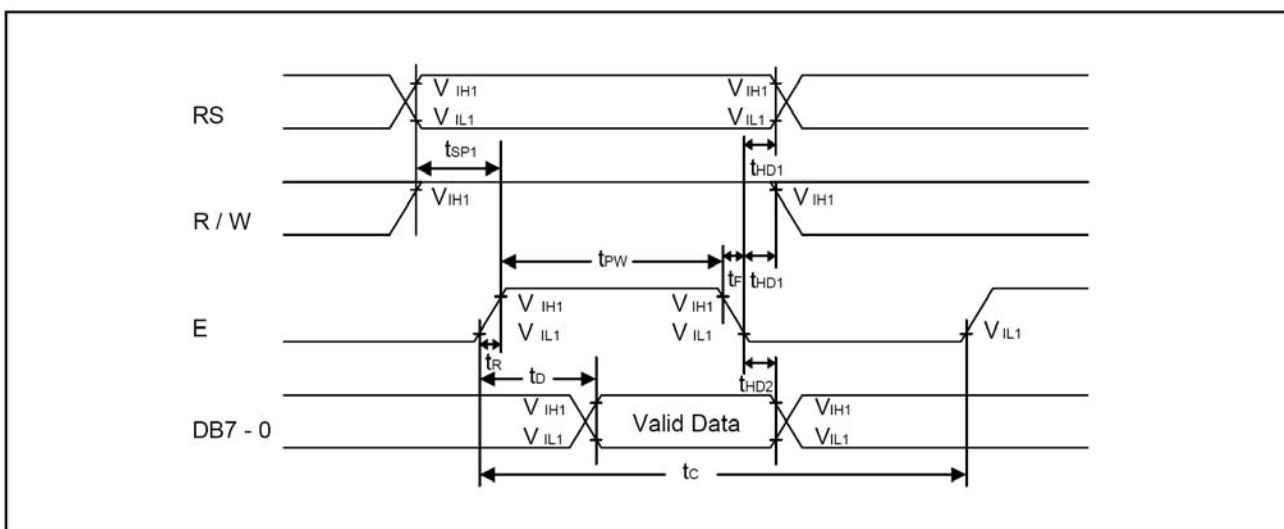 RS
V IH1
V IH1
V IL1
V IL1
tSP1
tHD1
R / W
VIH1
V IH1
tPW
tF
tHD1
E
V IH1
V IH1
V IL1
V IL1
V IL1
tR
tD
tHD2
DB7 - 0
V IH1
Valid Data
VIH1
V IL1
VIL1
tC